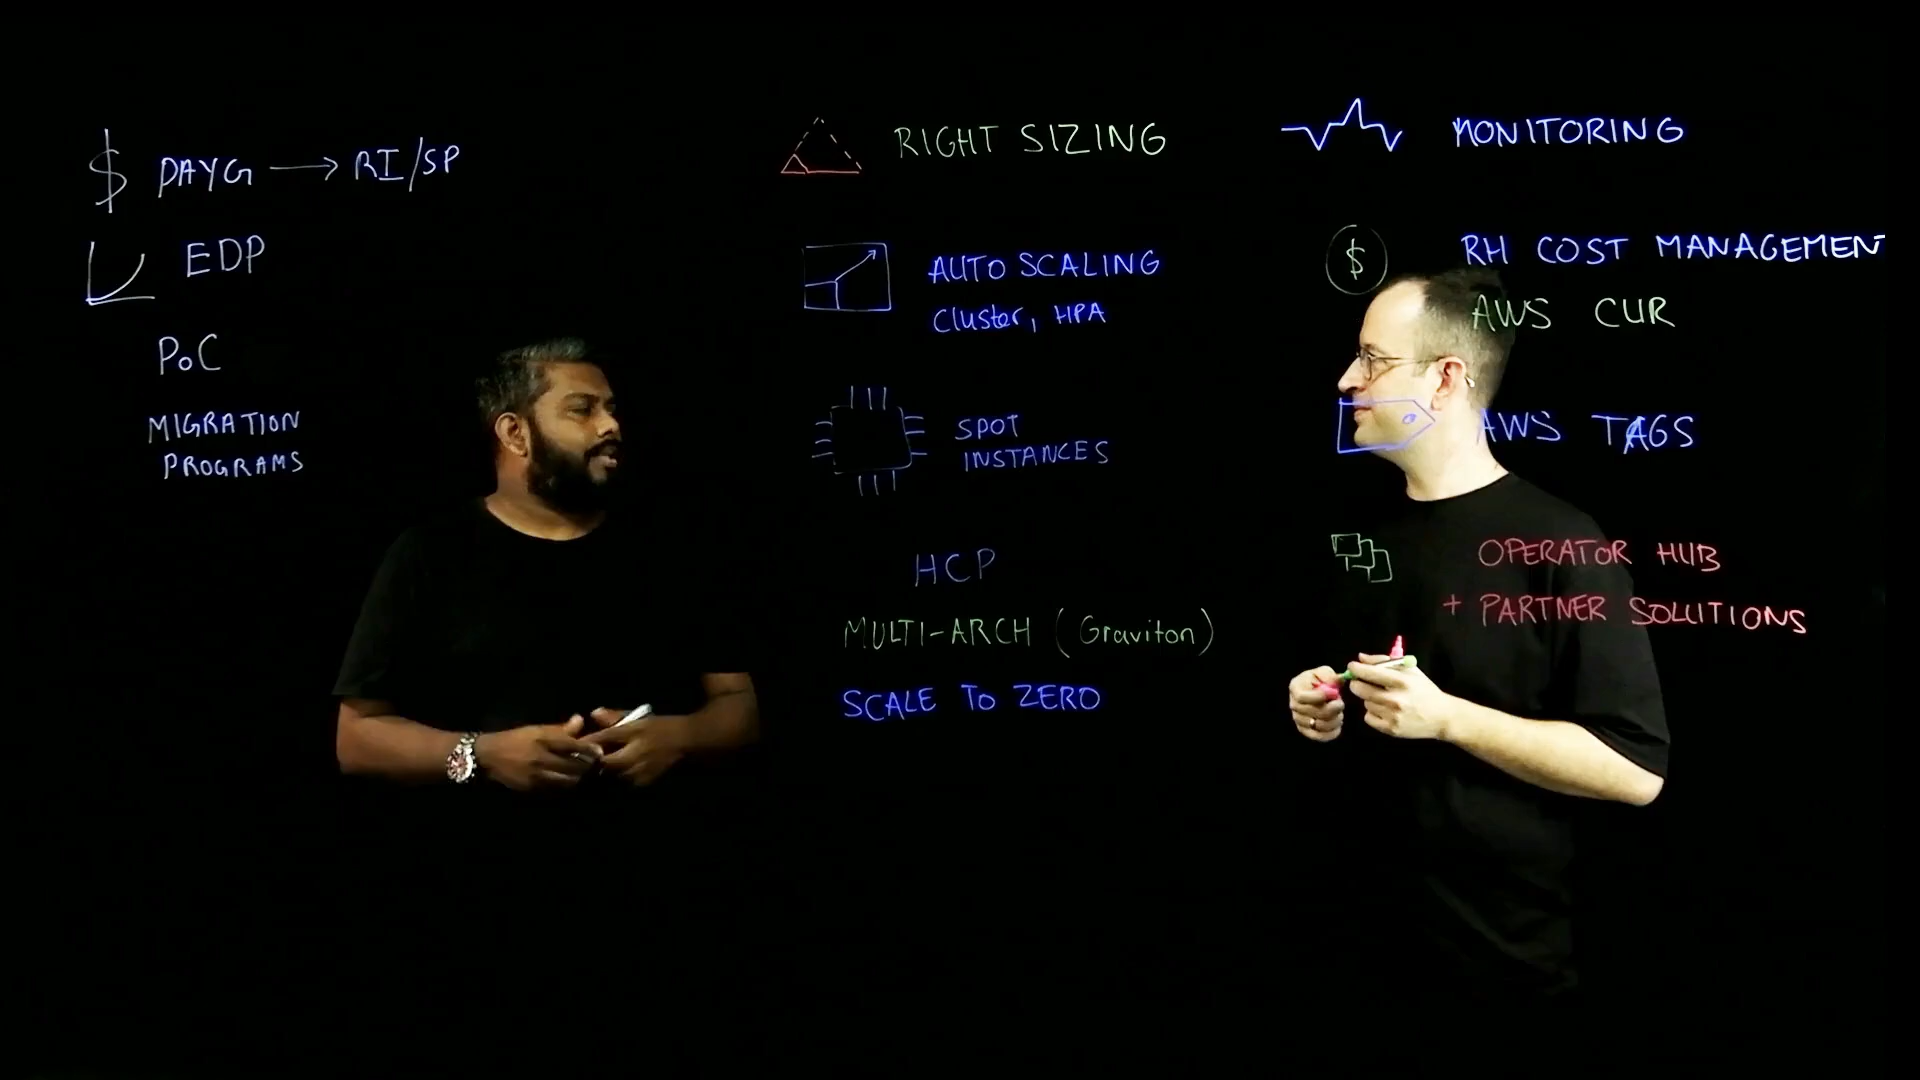 $ PAYG → RI/SP
EDP
PoC
MIGRATION
PROGRAMS
RIGHT SIZING
AUTO SCALING
Cluster, HPA
SPOT
INSTANCES
HCP
MULTI-ARCH (Graviton)
SCALE TO ZERO
MONITORING
$ RH COST MANAGEMENT
AWS CUR
AWS TAGS
OPERATOR HUB
+ PARTNER SOLUTIONS